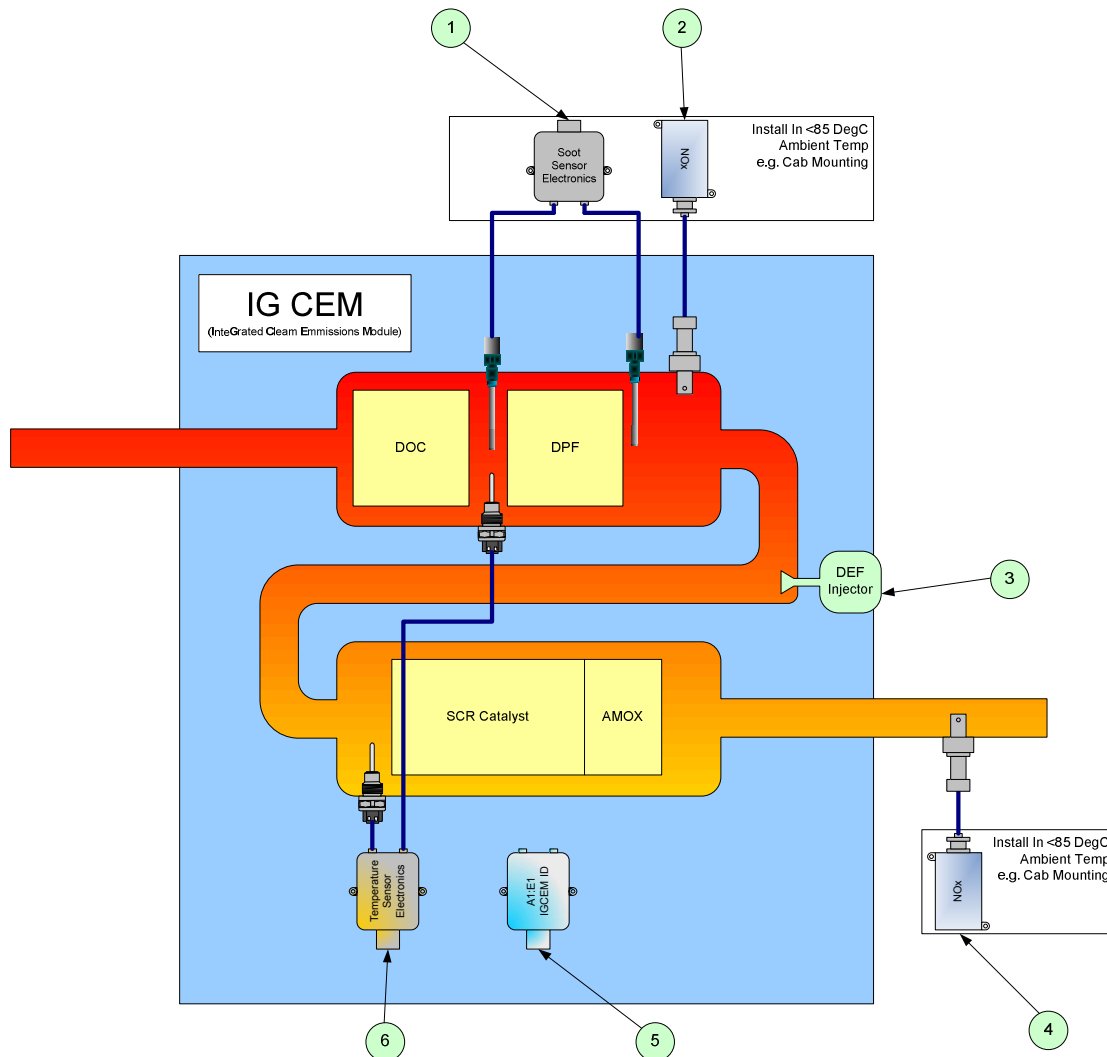 1
2
Install In <85 DegC
Ambient Temp
e.g. Cab Mounting
Soot
Sensor
Electronics
NOx
IG CEM
(InteGrated Cleam Emmissions Module)
DOC
DPF
DEF
Injector
3
SCR Catalyst
AMOX
Install In <85 DegC
Ambient Temp
e.g. Cab Mounting
NOx
Temperature
Sensor
Electronics
A1:E1
IGCEM ID
6
5
4